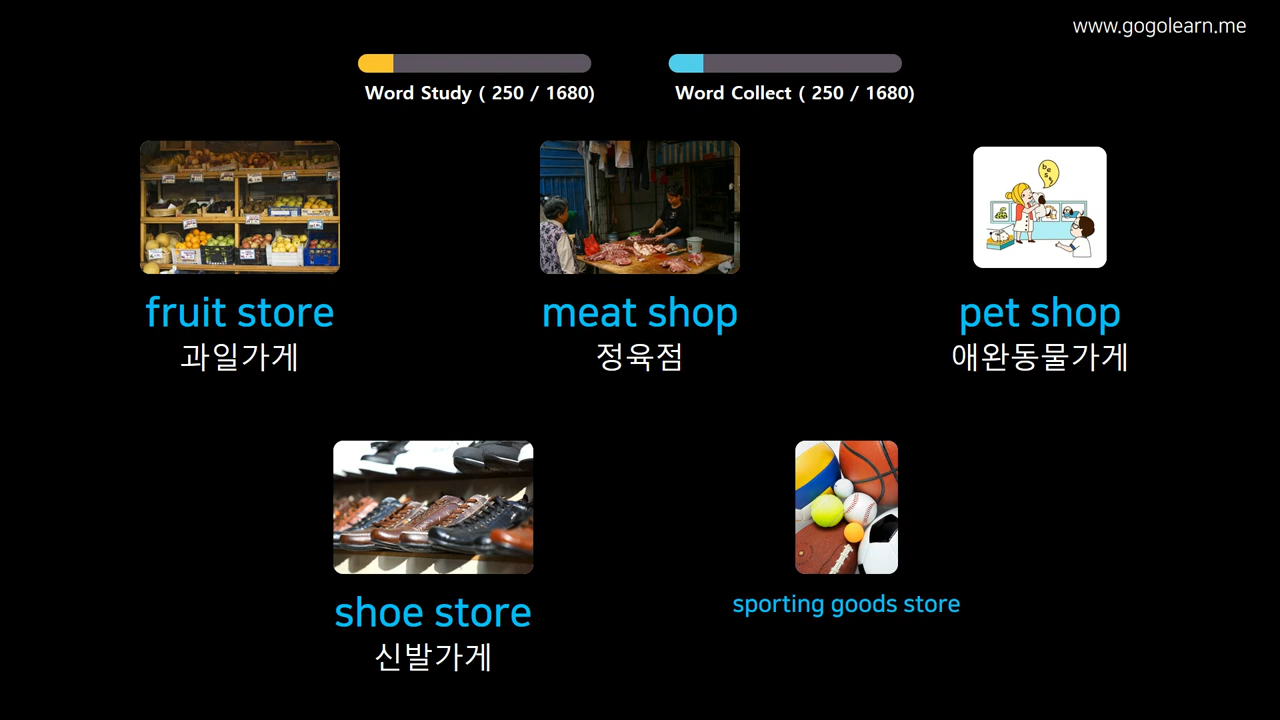 www.gogolearn.me
Word Study ( 250 / 1680)
Word Collect ( 250 / 1680)
fruit store
과일가게
meat shop
정육점
pet shop
애완동물가게
shoe store
신발가게
sporting goods store